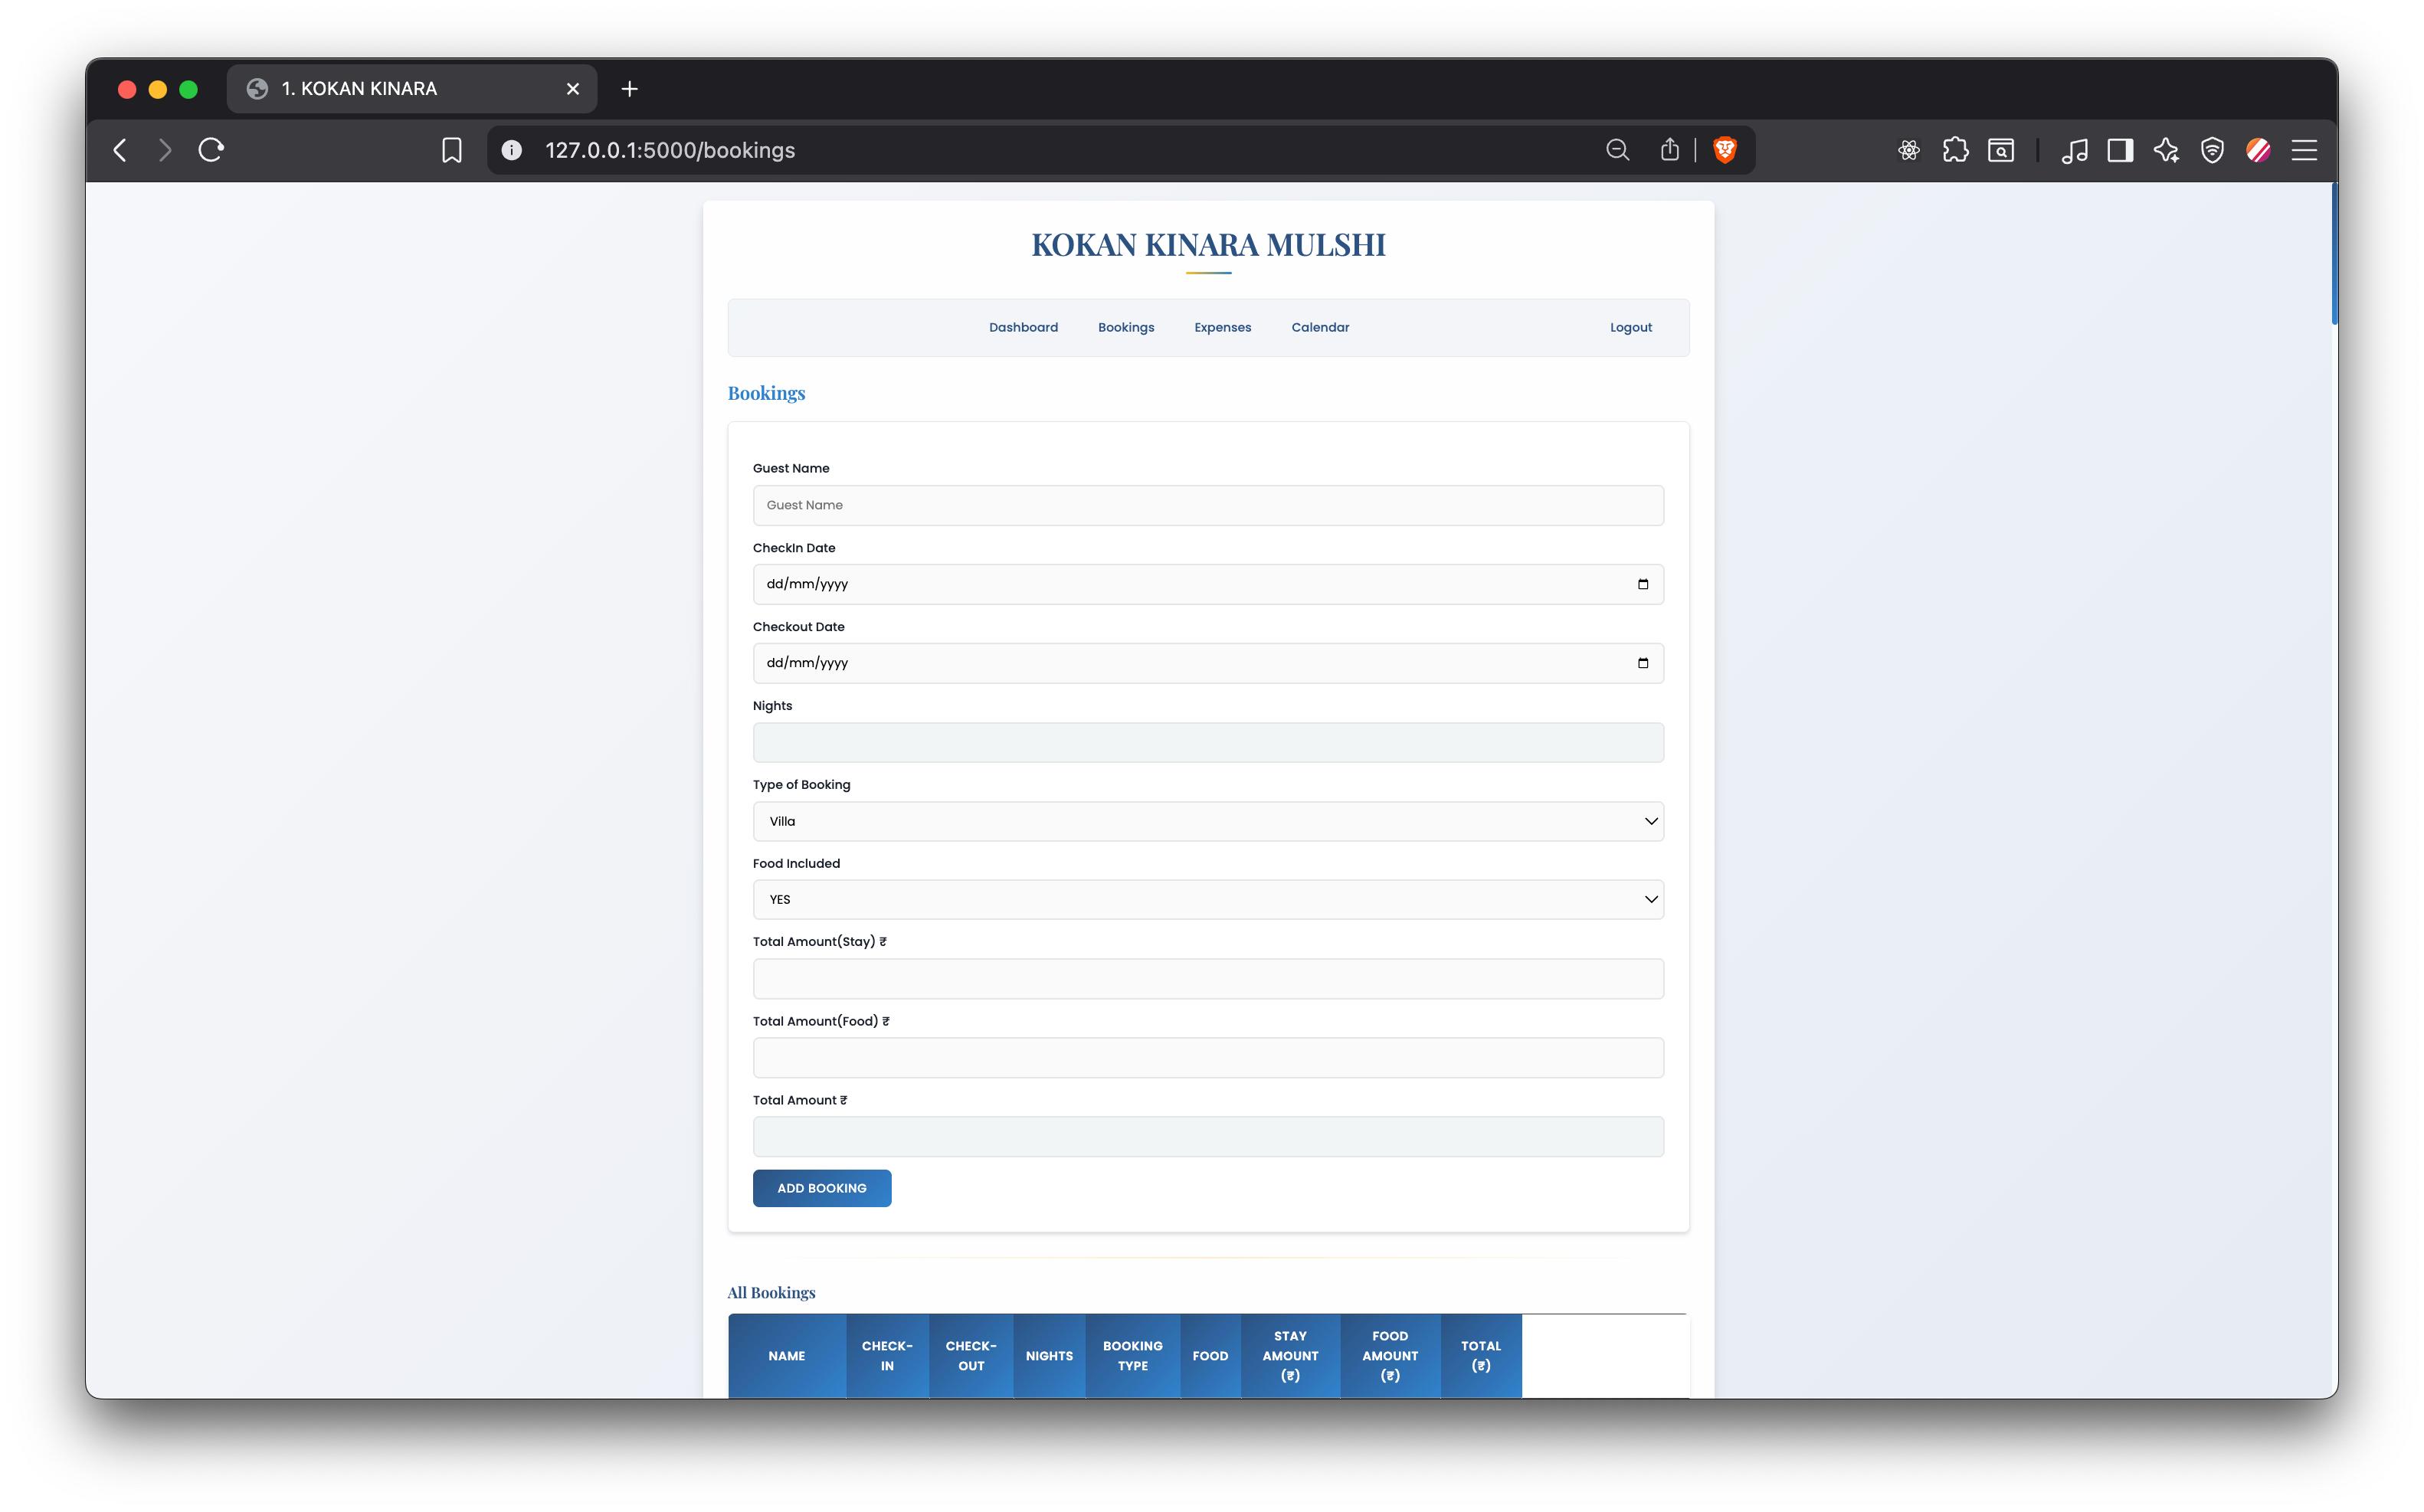 1. KOKAN KINARA
127.0.0.1:5000/bookings
KOKAN KINARA MULSHI
Dashboard Bookings Expenses Calendar Logout
Bookings
Guest Name
Guest Name
CheckIn Date
dd/mm/yyyy
Checkout Date
dd/mm/yyyy
Nights
Type of Booking
Villa
Food Included
YES
Total Amount(Stay) ₹
Total Amount(Food) ₹
Total Amount ₹
ADD BOOKING
All Bookings
NAME
CHECK-
IN
CHECK-
OUT
NIGHTS
BOOKING
TYPE
FOOD
STAY
AMOUNT
(₹)
FOOD
AMOUNT
(₹)
TOTAL
(₹)